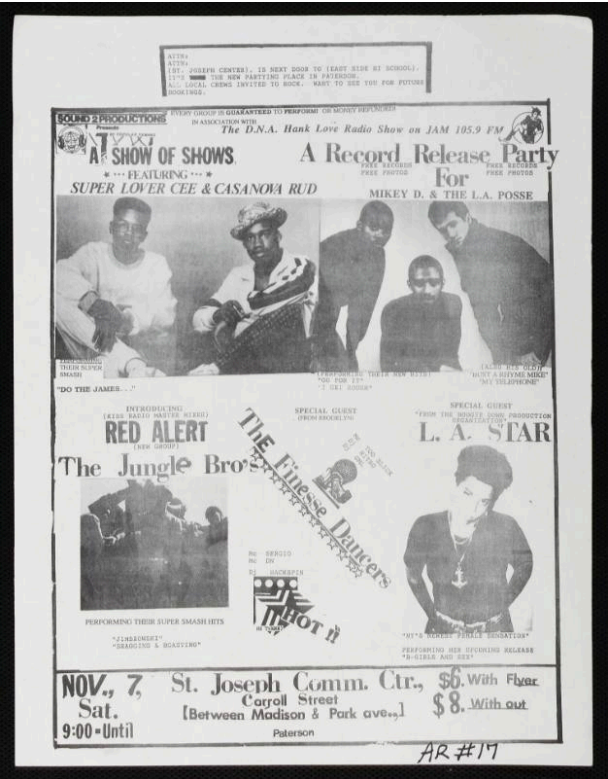 ATTN:
ATTN:
(ST. JOSEPH CENTER), IS NEXT DOOR TO (EAST SIDE HI SCHOOL).
IT'S THE NEW PARTYING PLACE IN PATERSON.
ALL LOCAL CREWS INVITED TO ROCK. WANT TO SEE YOU FOR FUTURE
BOOKINGS.
EVERY GROUP IS GUARANTEED TO PERFORM! OR MONEY REFUNDED!
SOUND 2 PRODUCTIONS
Presents
IN ASSOCIATION WITH
The D.N.A. Hank Love Radio Show on JAM 105.9 FM
A SHOW OF SHOWS
FEATURING
SUPER LOVER CEE & CASANOVA RUD
A Record Release Party
FREE RECORDS
FREE PHOTOS
For
FREE RECORDS
FREE PHOTOS
MIKEY D. & THE L.A. POSSE
THEIR SUPER
SMASH
"DO THE JAMES..."
(PERFORMING THEIR NEW HITS)
"GO FOR IT"
(ALSO HIS OLD)
"BUST A RHYME MIKE"
"MY TELEPHONE"
INTRODUCING
(KISS RADIO MASTER MIXER)
RED ALERT
(NEW GROUP)
The Jungle Bro's
PERFORMING THEIR SUPER SMASH HITS
"JIMBROWSKI"
"BRAGGING & BOASTING"
SPECIAL GUEST
(FROM BROOKLYN)
The Finesse Dancers
MC SERGIO
MC DN
DJ BACKSPIN
HOT
SPECIAL GUEST
ORGANIZATION"
L. A. STAR
"NY'S NEWEST FEMALE SENSATION"
PERFORMING HER UPCOMING RELEASE
"B-GIRLS AND SEX"
NOV., 7,
Sat.
9:00 - Until
St. Joseph Comm. Ctr.,
Carroll Street
[Between Madison & Park ave.,]
Paterson
$6. With Flyer
$8. With out
AR #17